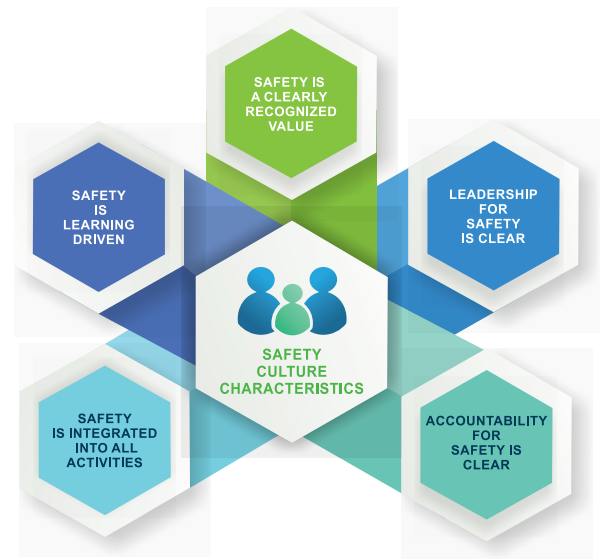 SAFETY IS
A CLEARLY
RECOGNIZED
VALUE
LEADERSHIP
FOR
SAFETY
IS CLEAR
ACCOUNTABILITY
FOR
SAFETY IS
CLEAR
SAFETY
IS INTEGRATED
INTO ALL
ACTIVITIES
SAFETY
IS
LEARNING
DRIVEN
SAFETY
CULTURE
CHARACTERISTICS